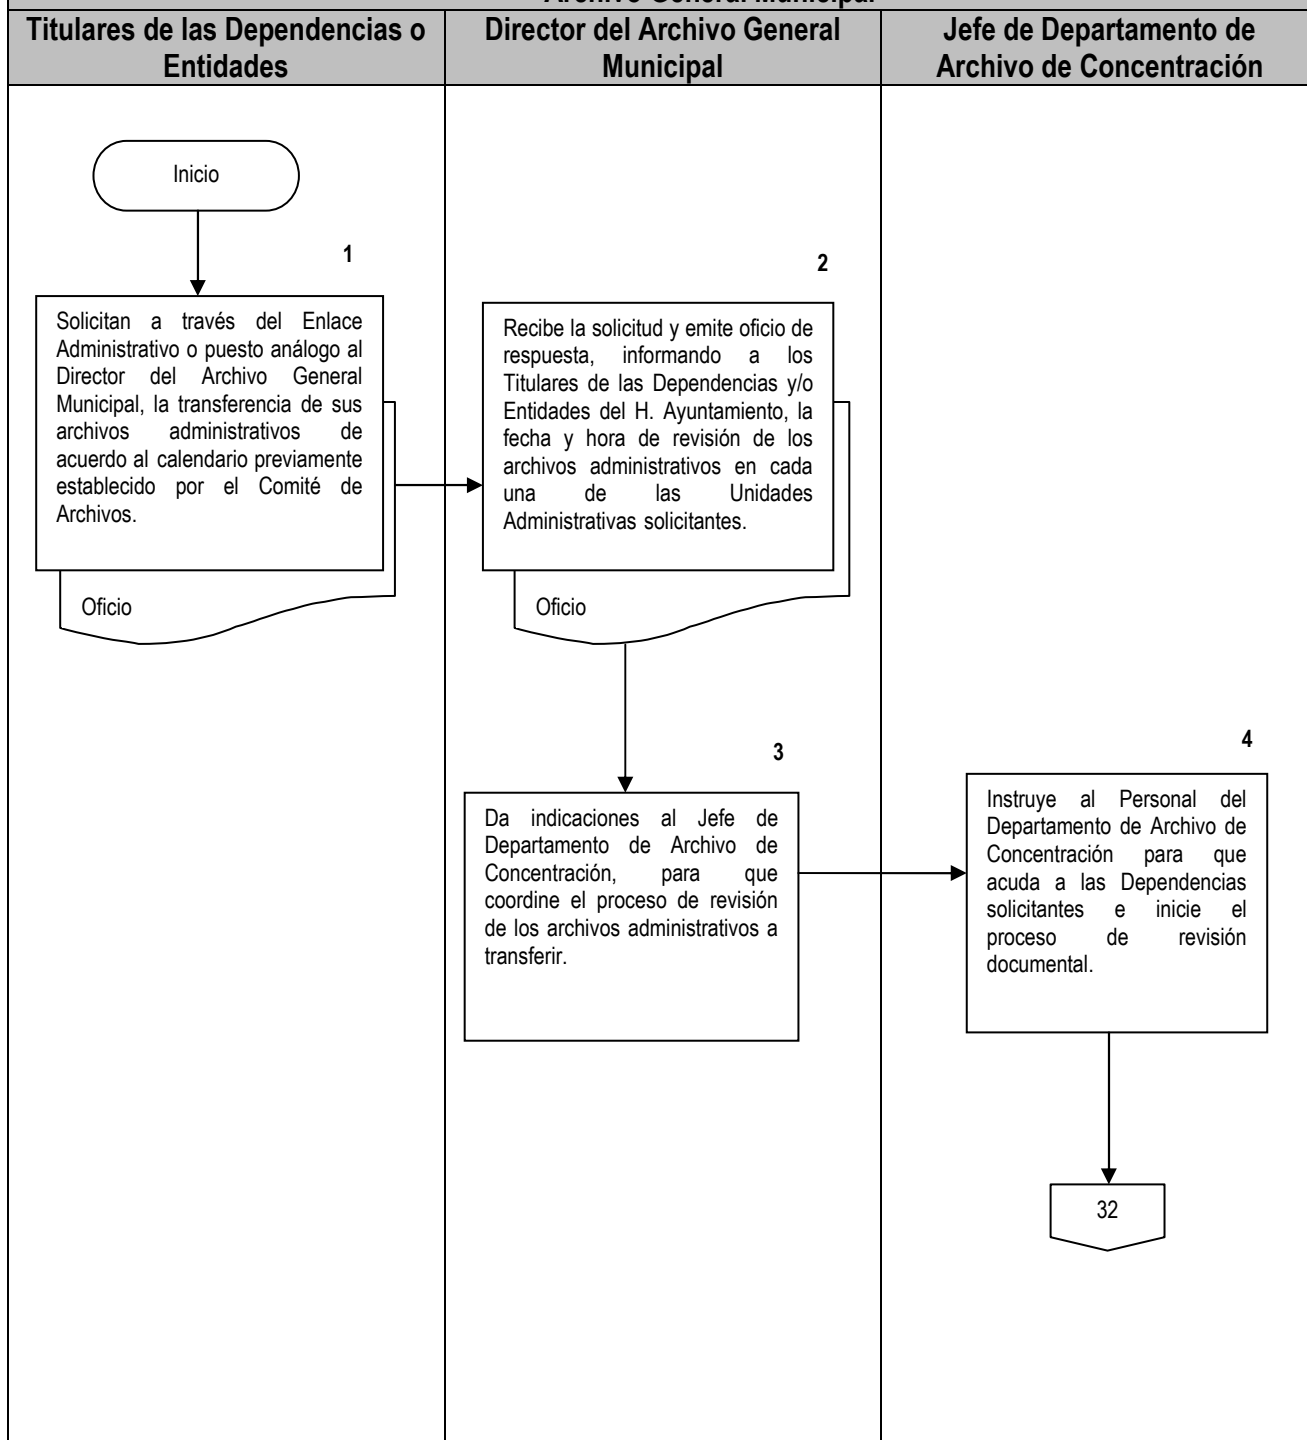 Archivo General Municipal
Titulares de las Dependencias o
Entidades
Director del Archivo General
Municipal
Jefe de Departamento de
Archivo de Concentración
Inicio
1
Solicitan a través del Enlace
Administrativo o puesto análogo al
Director del Archivo General
Municipal, la transferencia de sus
archivos administrativos de
acuerdo al calendario previamente
establecido por el Comité de
Archivos.
Oficio
2
Recibe la solicitud y emite oficio de
respuesta, informando a los
Titulares de las Dependencias y/o
Entidades del H. Ayuntamiento, la
fecha y hora de revisión de los
archivos administrativos en cada
una de las Unidades
Administrativas solicitantes.
Oficio
3
Da indicaciones al Jefe de
Departamento de Archivo de
Concentración, para que
coordine el proceso de revisión
de los archivos administrativos a
transferir.
4
Instruye al Personal del
Departamento de Archivo de
Concentración para que
acuda a las Dependencias
solicitantes e inicie el
proceso de revisión
documental.
32